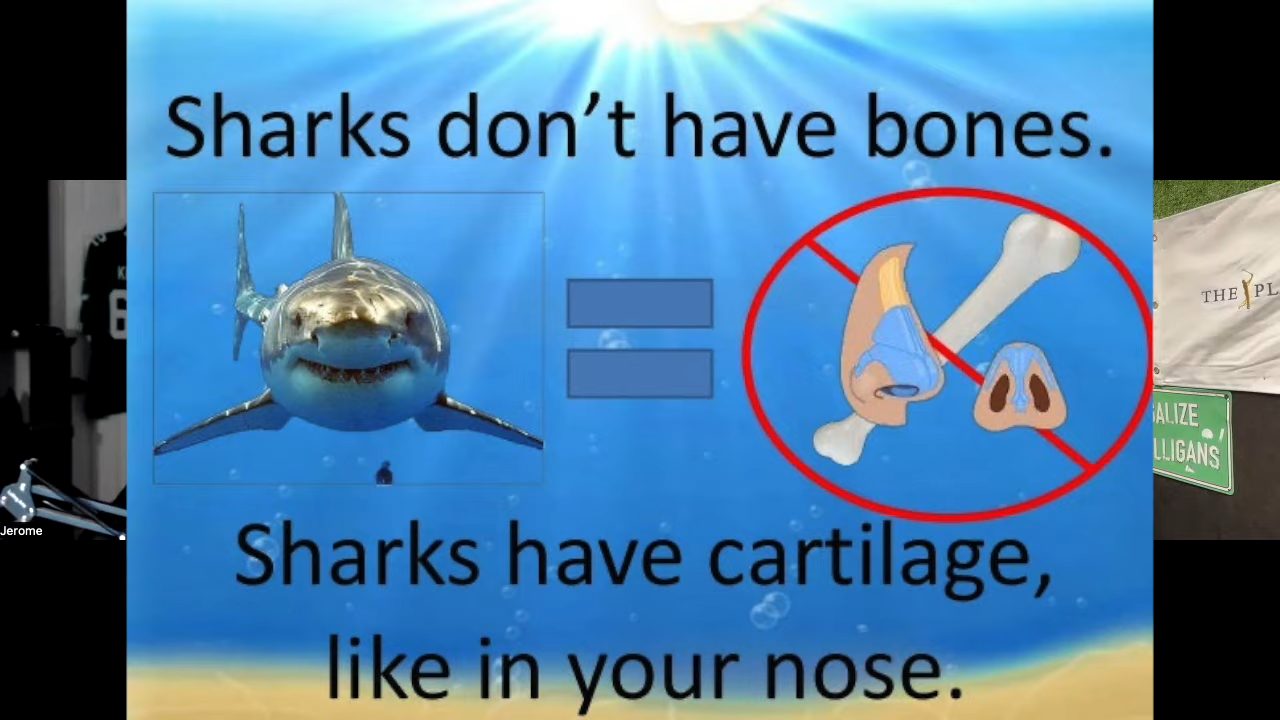 Sharks don't have bones.
Sharks have cartilage,
like in your nose.
Jerome
K
THE PL
ALIZE
LLIGANS